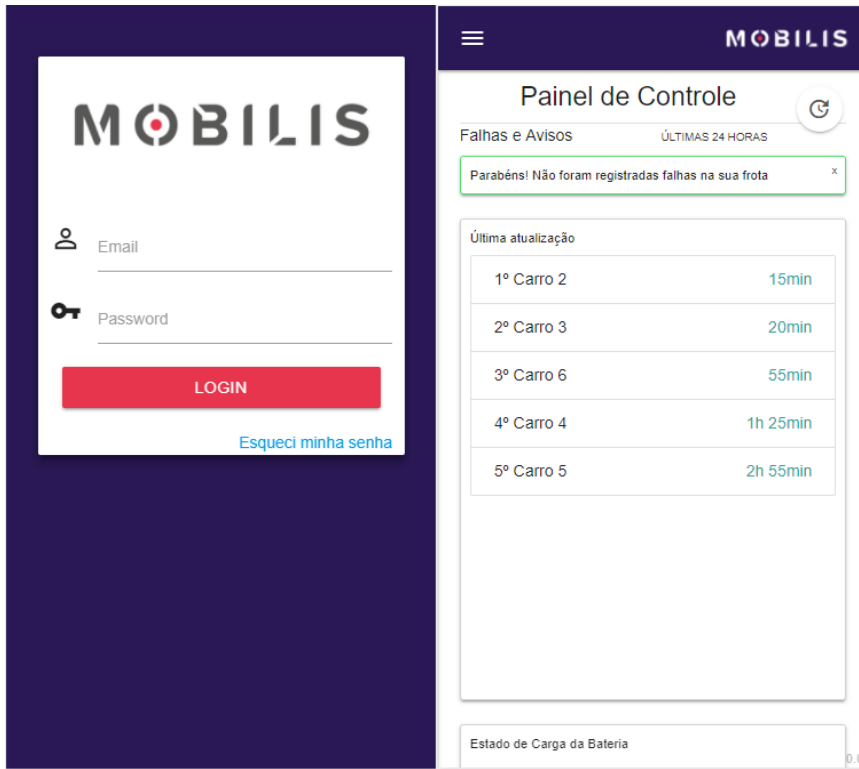 MOBILIS
Email
Password
LOGIN
Esqueci minha senha
MOBILIS
Painel de Controle
Falhas e Avisos ÚLTIMAS 24 HORAS
Parabéns! Não foram registradas falhas na sua frota x
Última atualização
1º Carro 2 15min
2º Carro 3 20min
3º Carro 6 55min
4º Carro 4 1h 25min
5º Carro 5 2h 55min
Estado de Carga da Bateria